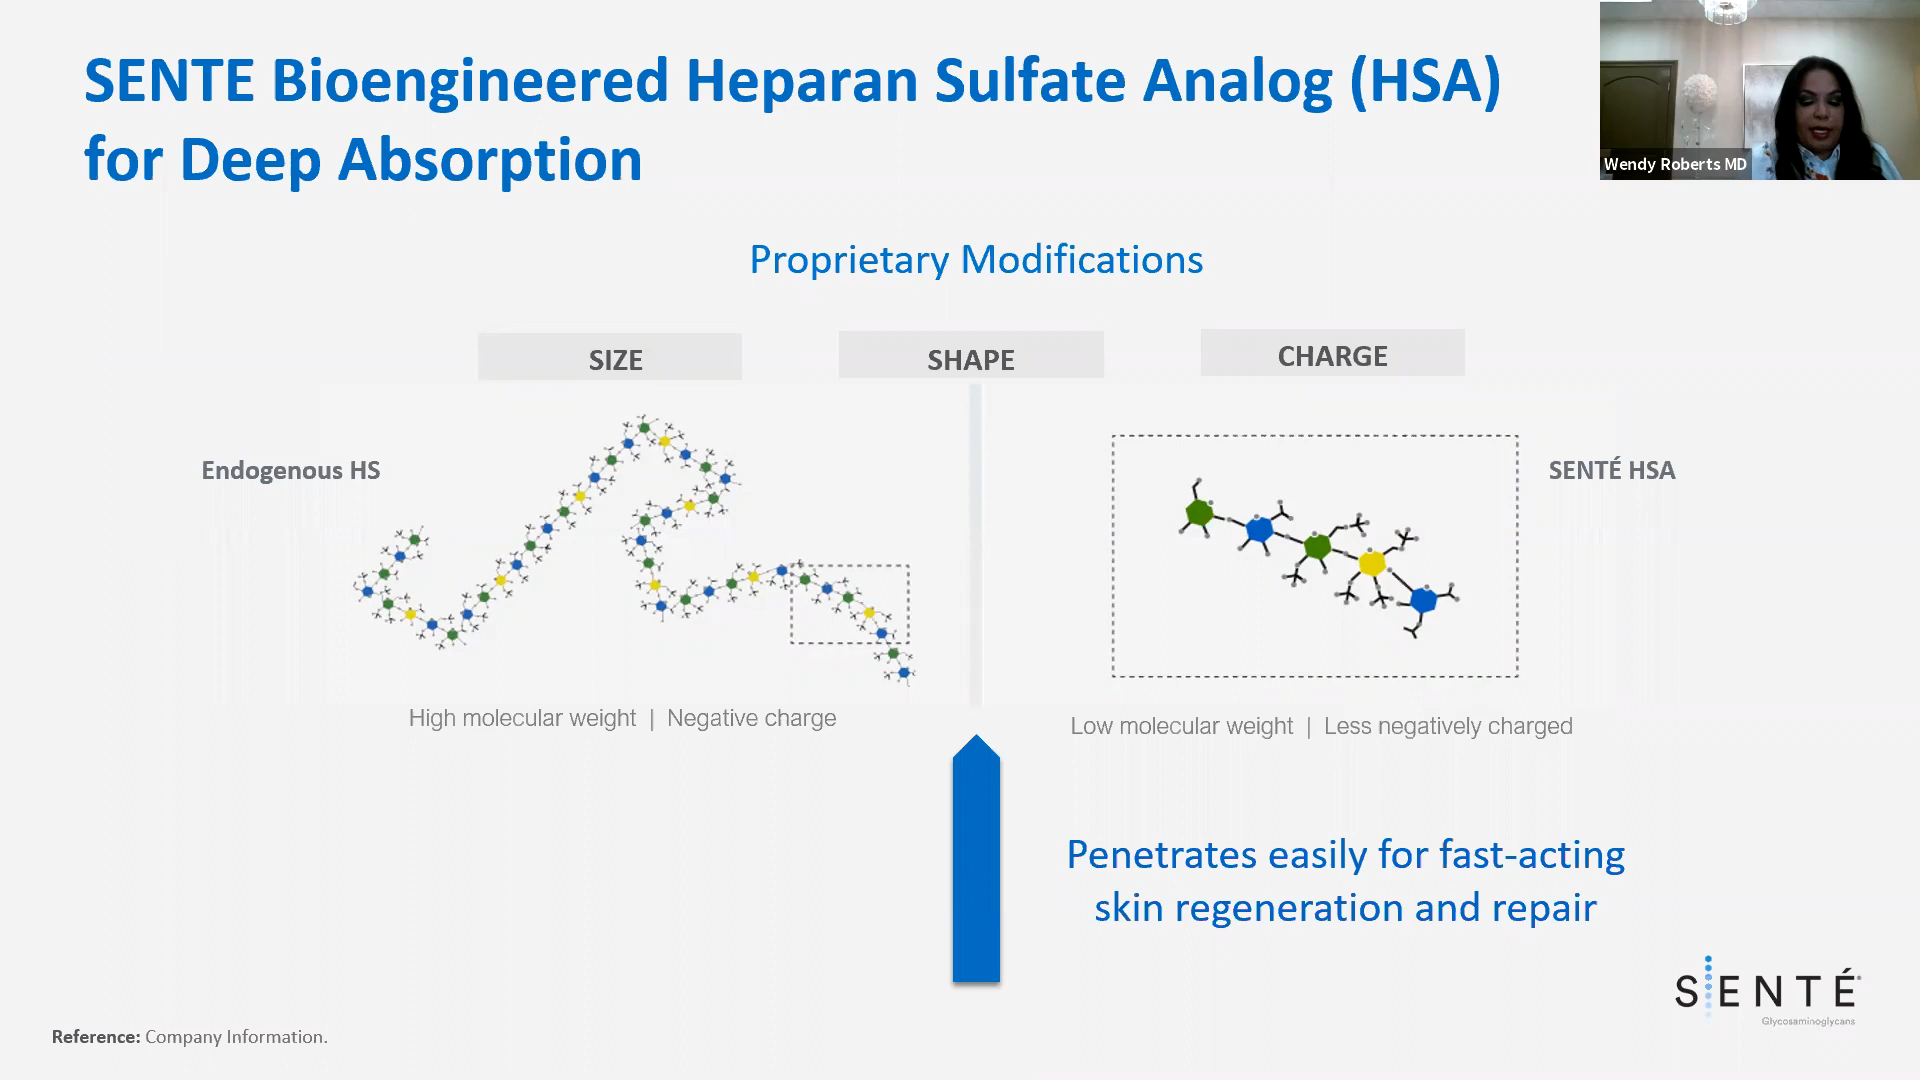 SENTE Bioengineered Heparan Sulfate Analog (HSA)
for Deep Absorption
Wendy Roberts MD
Proprietary Modifications
SIZE
SHAPE
CHARGE
Endogenous HS
SENTÉ HSA
High molecular weight | Negative charge
Low molecular weight | Less negatively charged
Penetrates easily for fast-acting
skin regeneration and repair
SENTÉ
Glycosaminoglycans
Reference: Company Information.